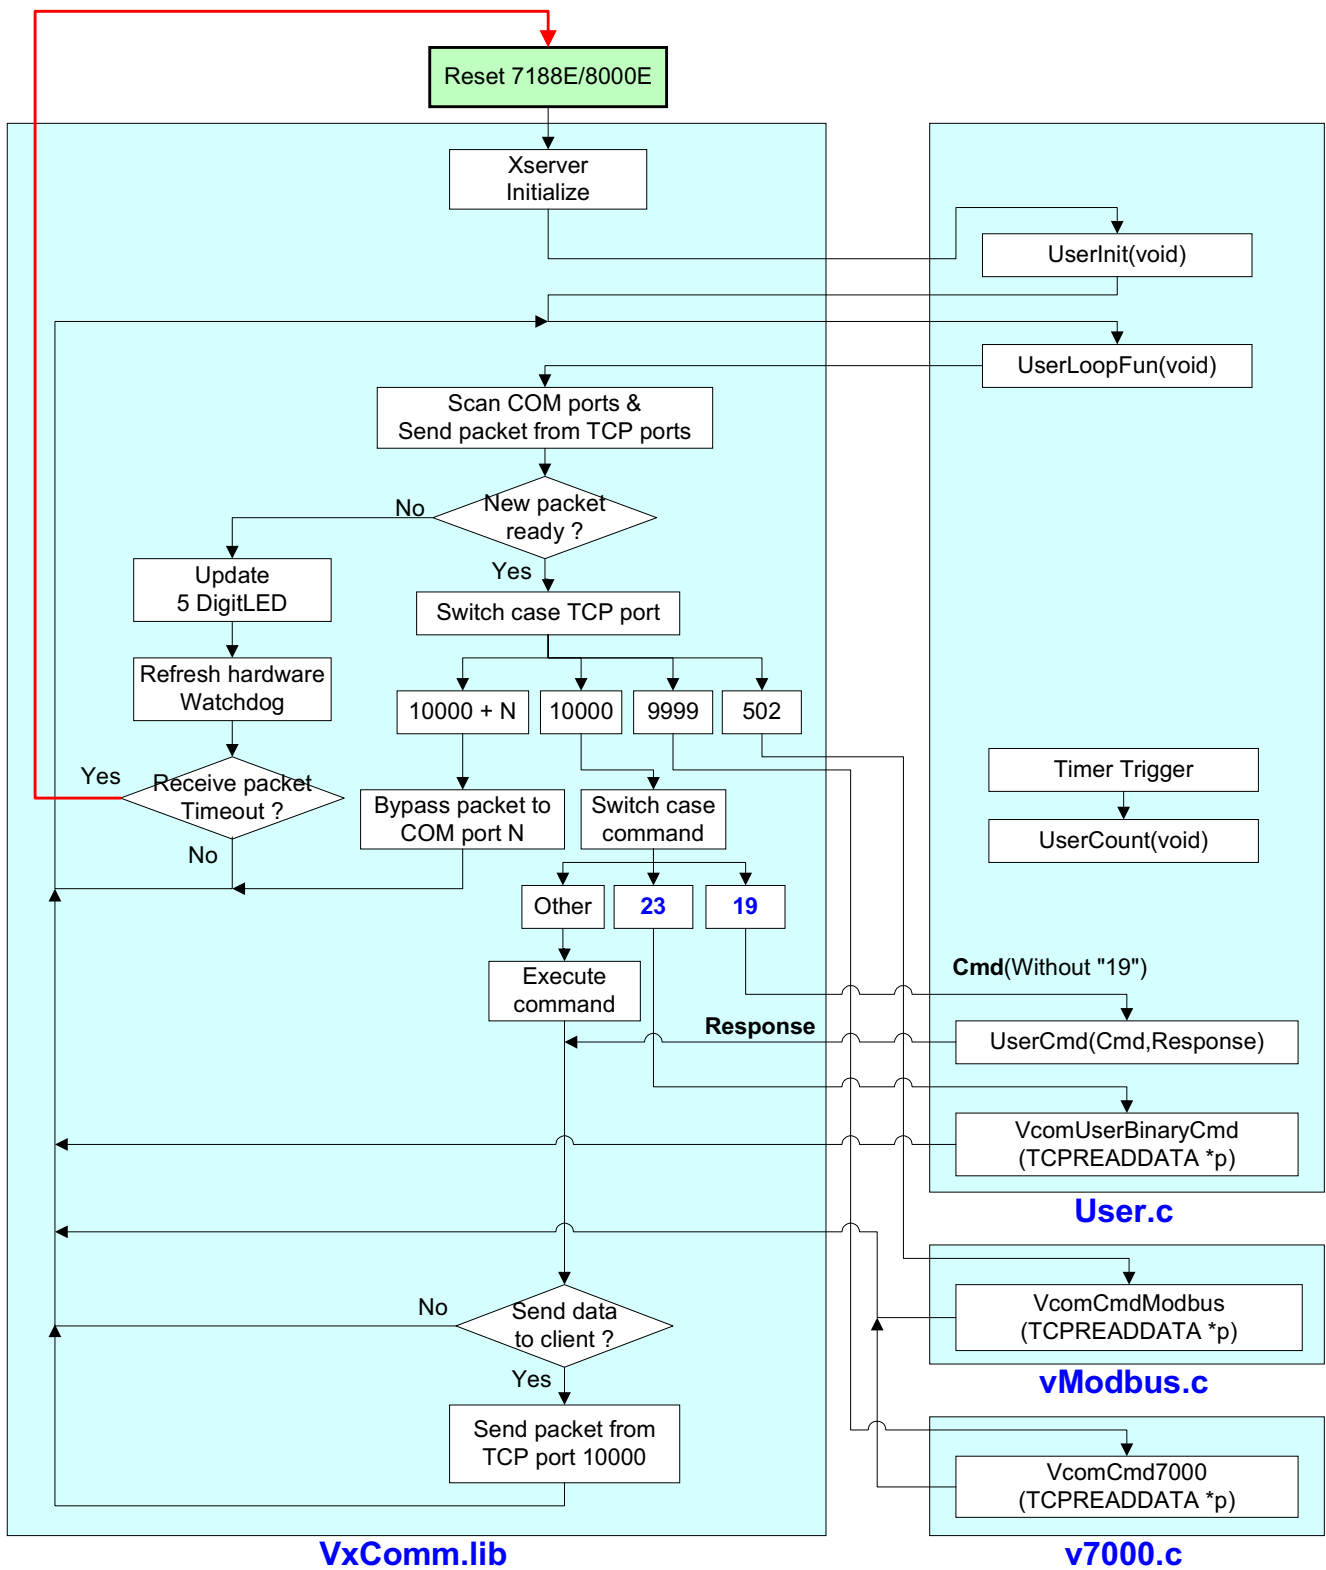 Reset 7188E/8000E
Xserver
Initialize
UserInit(void)
UserLoopFun(void)
Scan COM ports &
Send packet from TCP ports
No
New packet
ready ?
Yes
Update
5 DigitLED
Switch case TCP port
Refresh hardware
Watchdog
10000 + N
10000
9999
502
Yes
Receive packet
Timeout ?
No
Bypass packet to
COM port N
Switch case
command
Timer Trigger
UserCount(void)
Other
23
19
Execute
command
Cmd(Without "19")
Response
UserCmd(Cmd,Response)
VcomUserBinaryCmd
(TCPREADDATA *p)
User.c
No
Send data
to client ?
Yes
VcomCmdModbus
(TCPREADDATA *p)
vModbus.c
Send packet from
TCP port 10000
VcomCmd7000
(TCPREADDATA *p)
VxComm.lib
v7000.c